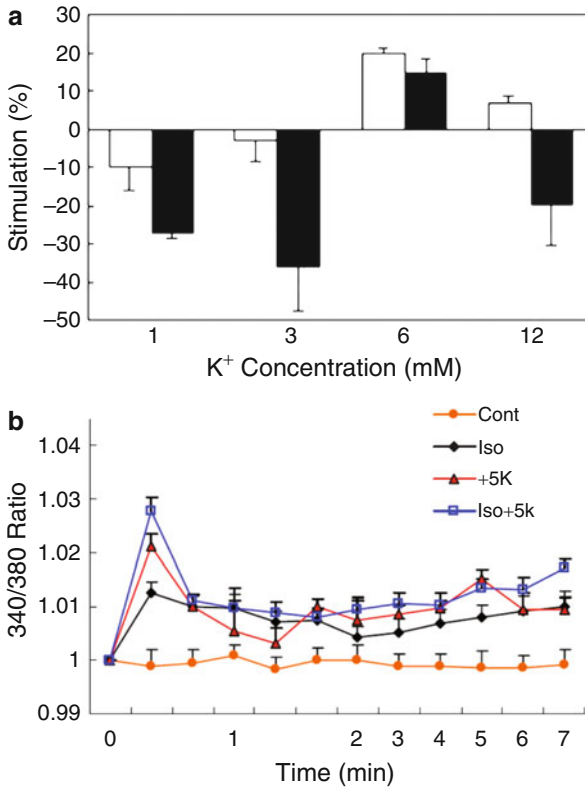 a
30
20
10
0
−10
−20
−30
−40
−50
Stimulation (%)
1 3 6 12
K⁺ Concentration (mM)
b
1.04
1.03
1.02
1.01
1
0.99
340/380 Ratio
Cont
Iso
+5K
Iso+5k
0 1 2 3 4 5 6 7
Time (min)